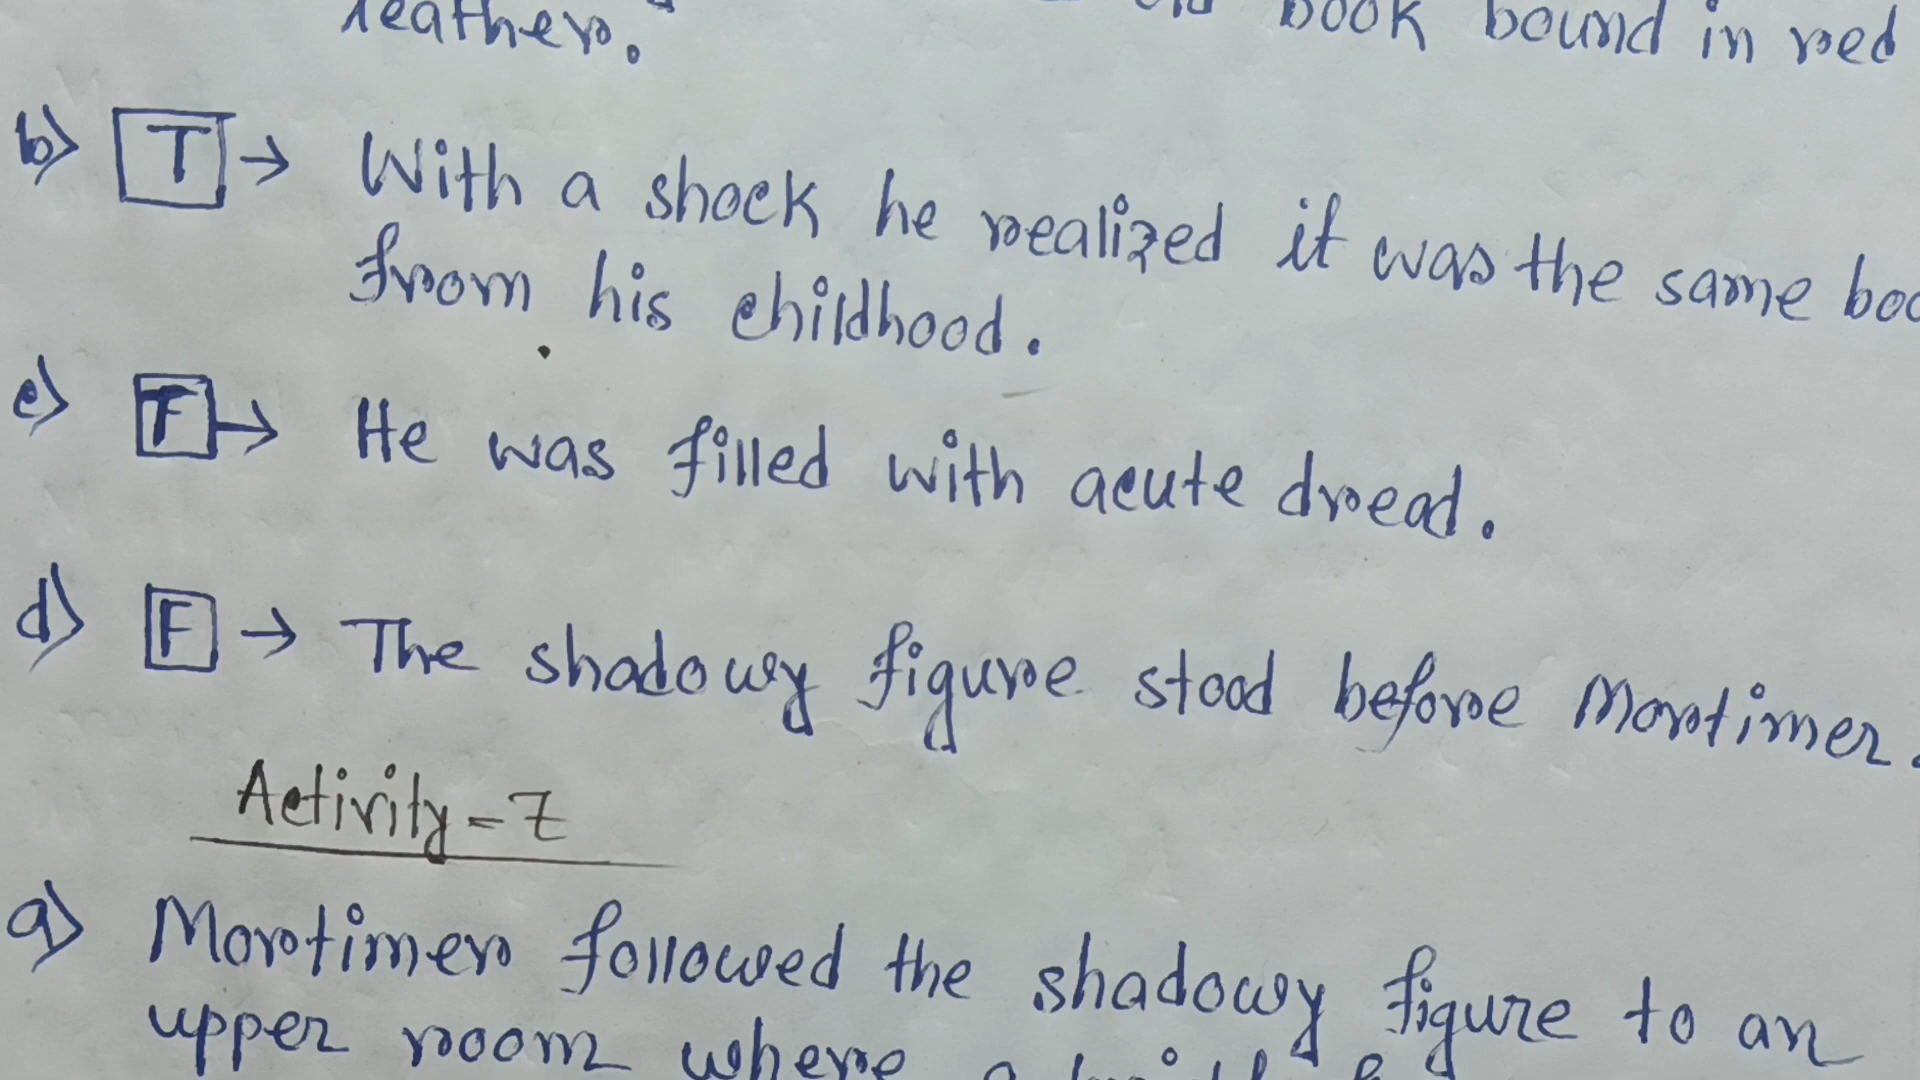 book bound in red
leather."
b) T → With a shock he realized it was the same boo
from his childhood.
c) F → He was filled with acute dread.
d) F → The shadowy figure stood before Mortimer.
Activity-7
a) Mortimer followed the shadowy figure to an
upper room where a